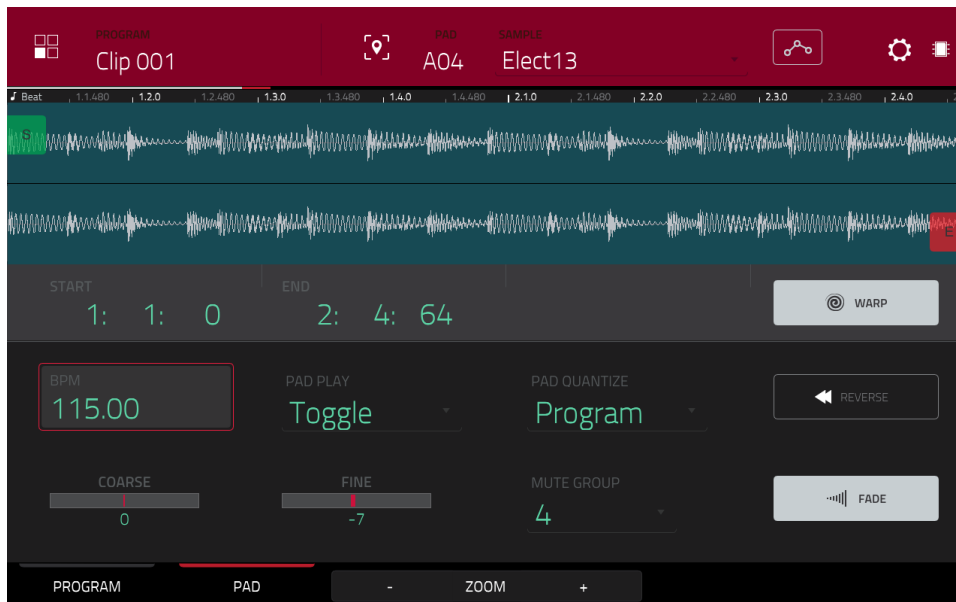 PROGRAM PAD SAMPLE
Clip 001 A04 Elect13
Beat 1.1.480 1.2.0 1.2.480 1.3.0 1.3.480 1.4.0 1.4.480 2.1.0 2.1.480 2.2.0 2.2.480 2.3.0 2.3.480 2.4.0
S
E
START END
1: 1: 0 2: 4: 64 WARP
BPM PAD PLAY PAD QUANTIZE
115.00 Toggle Program REVERSE
COARSE FINE MUTE GROUP
0 -7 4 FADE
PROGRAM PAD - ZOOM +